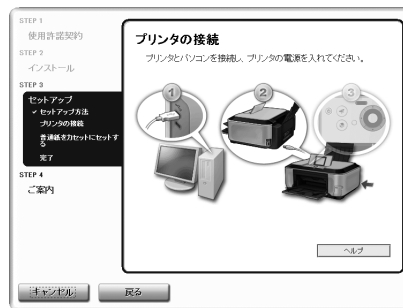 STEP 1
使用許諾契約
STEP 2
インストール
STEP 3
セットアップ
✓ セットアップ方法
プリンタの接続
普通紙をカセットにセットす
る
完了
STEP 4
ご案内
プリンタの接続
プリンタとパソコンを接続し、プリンタの電源を入れてください。
1
2
3
ヘルプ
キャンセル
戻る